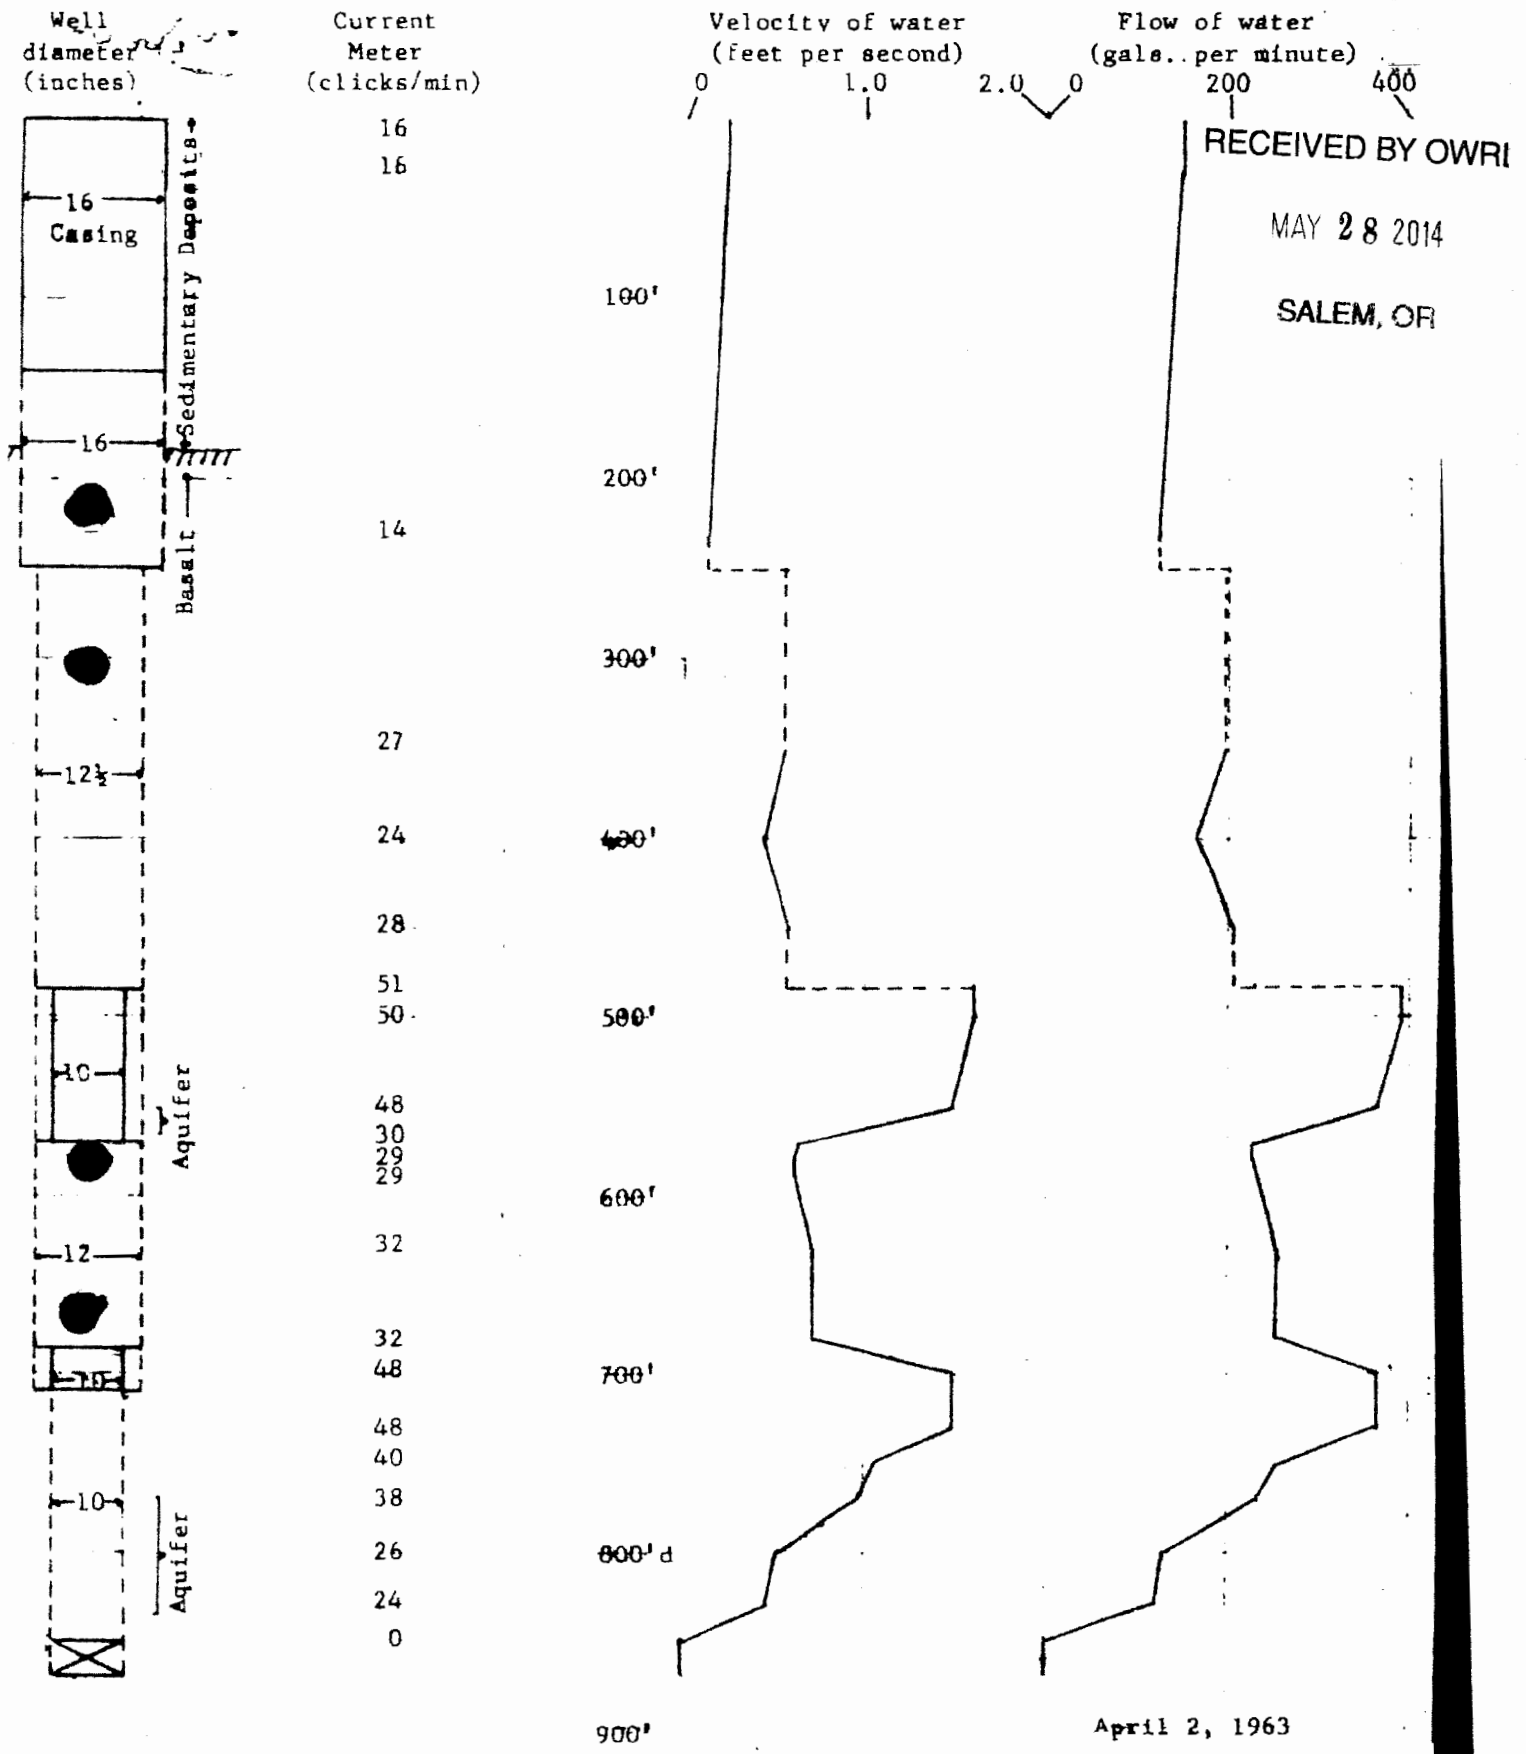 Well
diameter
(inches)
Current
Meter
(clicks/min)
Velocity of water
(feet per second)
0 1.0 2.0
Flow of water
(gals..per minute)
0 200 400
RECEIVED BY OWRD
MAY 28 2014
SALEM, OR
16
16
16
Casing
Sedimentary Deposits
100'
16
200'
Basalt
14
300'
27
12½
24
400'
28
51
50
500'
10
48
Aquifer
30
29
29
600'
32
12
32
48
700'
10
48
40
10
38
26
800'd
Aquifer
24
0
900'
April 2, 1963